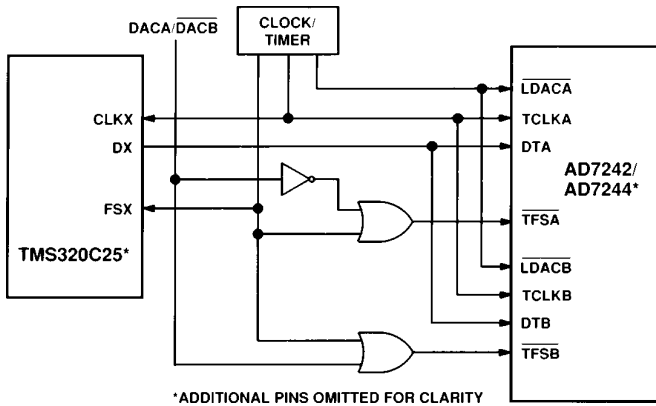 DACA/DACB
CLOCK/
TIMER
CLKX
DX
FSX
TMS320C25*
LDACA
TCLKA
DTA
AD7242/
AD7244*
TFSA
LDACB
TCLKB
DTB
TFSB
*ADDITIONAL PINS OMITTED FOR CLARITY